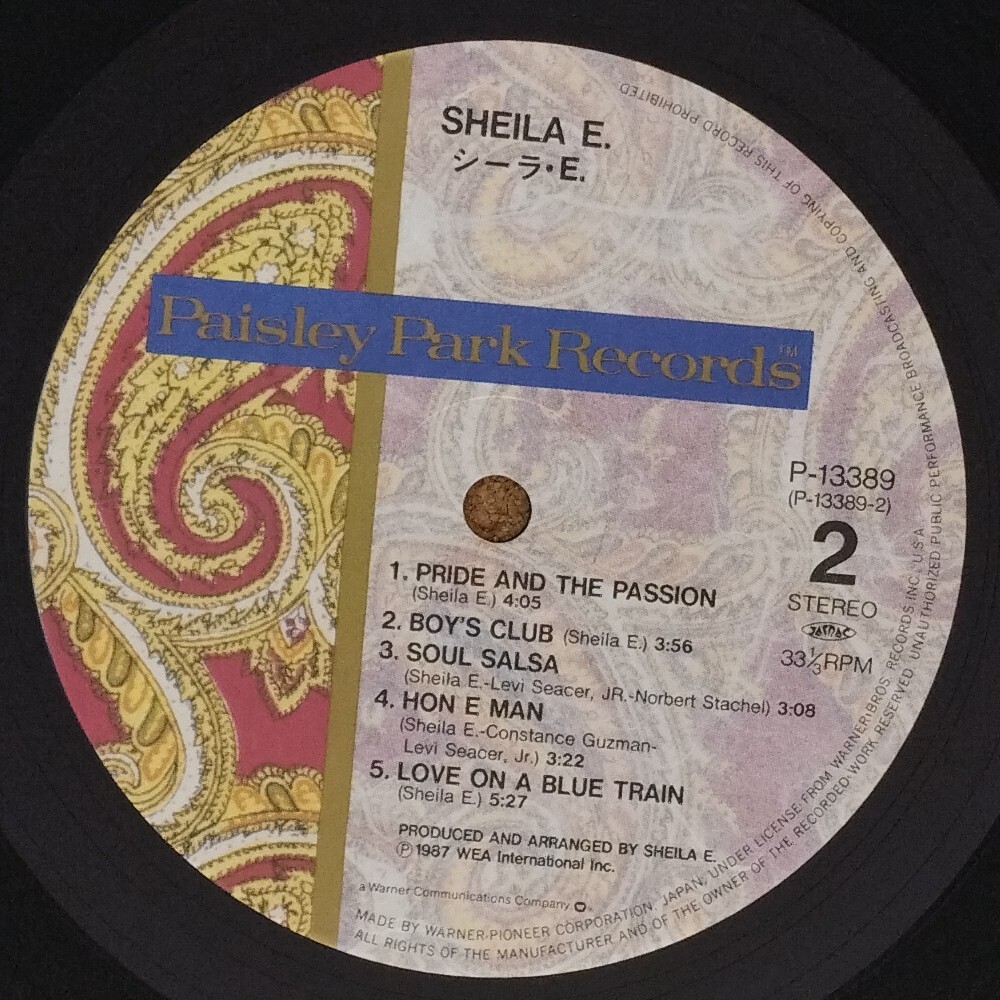 SHEILA E.
シーラ・E.
Paisley Park Records™
P-13389
(P-13389-2)
2
STEREO
JASRAC
33⅓RPM
1. PRIDE AND THE PASSION
(Sheila E.) 4:05
2. BOY'S CLUB (Sheila E.) 3:56
3. SOUL SALSA
(Sheila E.-Levi Seacer, JR.-Norbert Stachel) 3:08
4. HON E MAN
(Sheila E.-Constance Guzman-
Levi Seacer, Jr.) 3:22
5. LOVE ON A BLUE TRAIN
(Sheila E.) 5:27
PRODUCED AND ARRANGED BY SHEILA E.
Ⓟ 1987 WEA International Inc.
a Warner Communications Company
MADE BY WARNER-PIONEER CORPORATION, JAPAN, UNDER LICENSE FROM WARNER BROS. RECORDS INC., U.S.A.
ALL RIGHTS OF THE MANUFACTURER AND OF THE OWNER OF THE RECORDED WORK RESERVED UNAUTHORIZED PUBLIC PERFORMANCE BROADCASTING AND COPYING OF THIS RECORD PROHIBITED